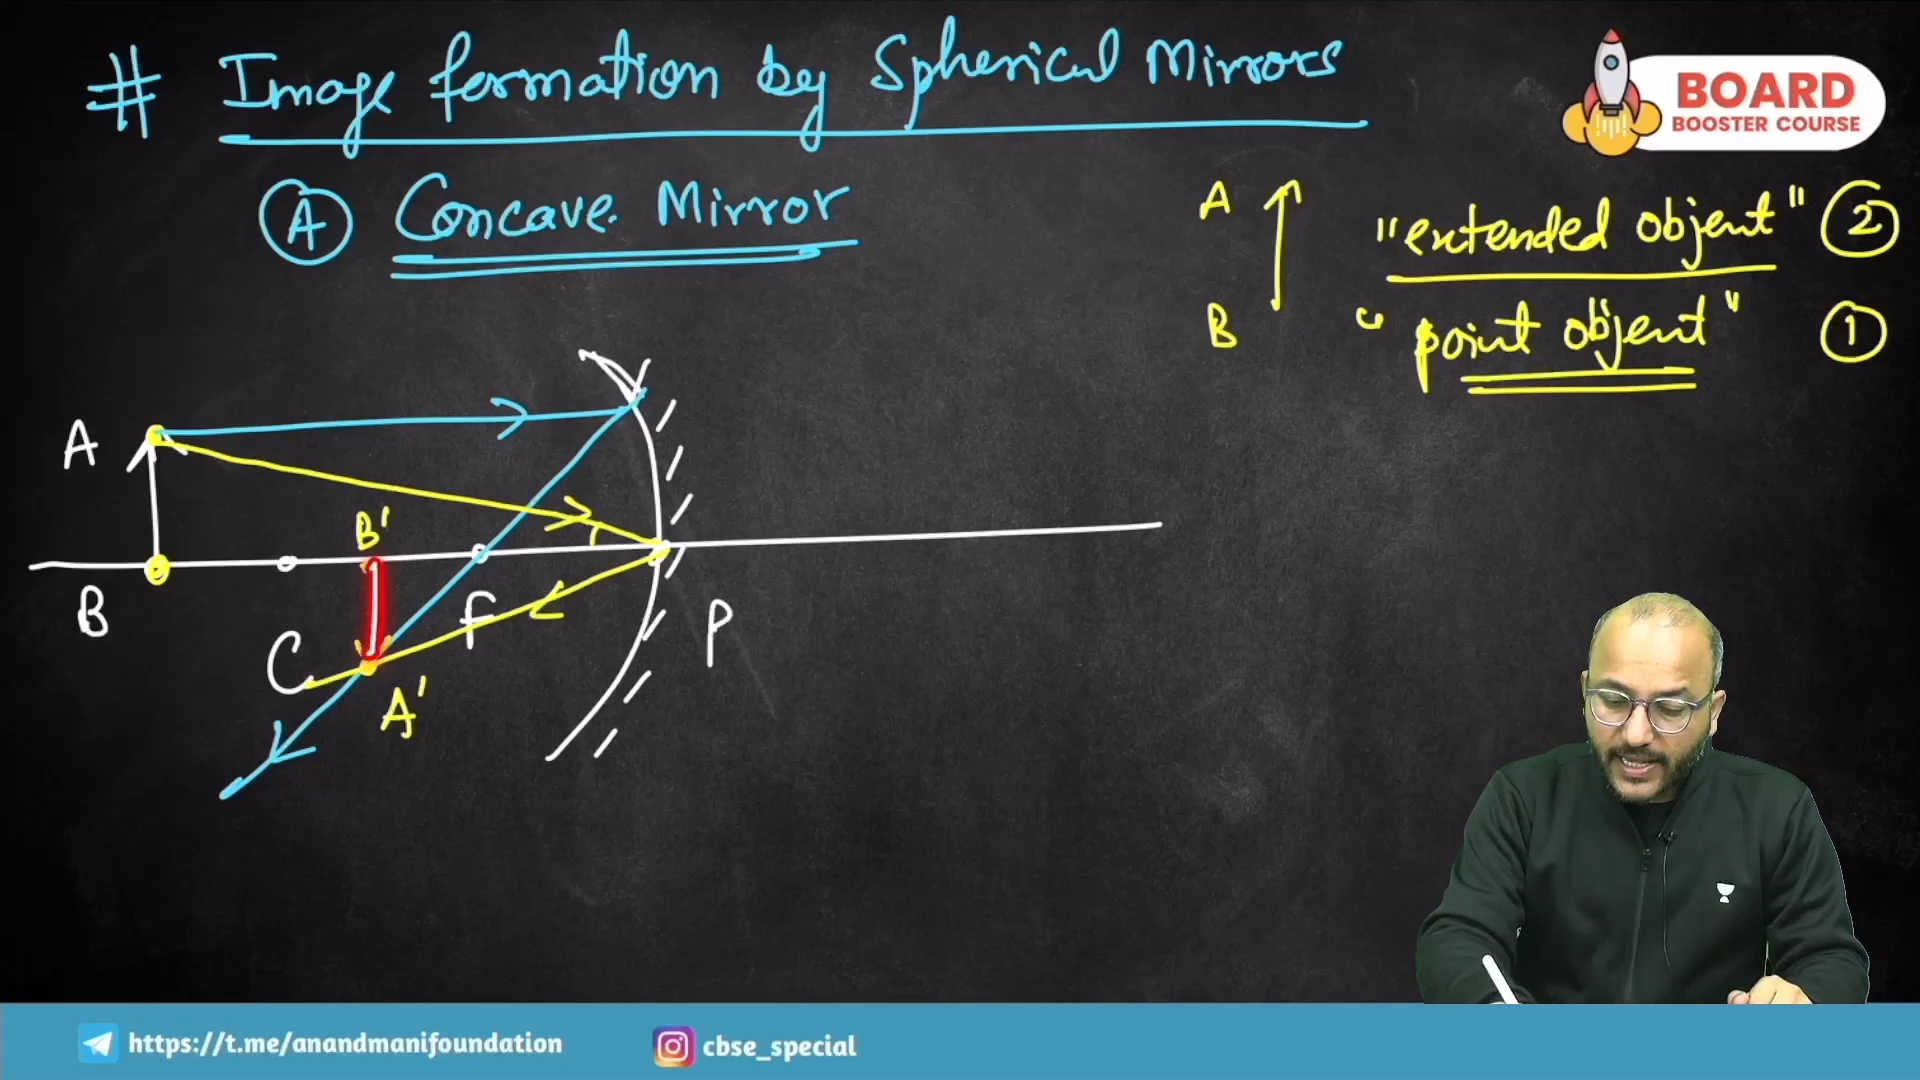 # Image formation by Spherical Mirrors
BOARD
BOOSTER COURSE
A Concave Mirror
A "extended object" 2
B "point object" 1
A
B'
B
C
F
P
A'
https://t.me/anandmanifoundation
cbse_special